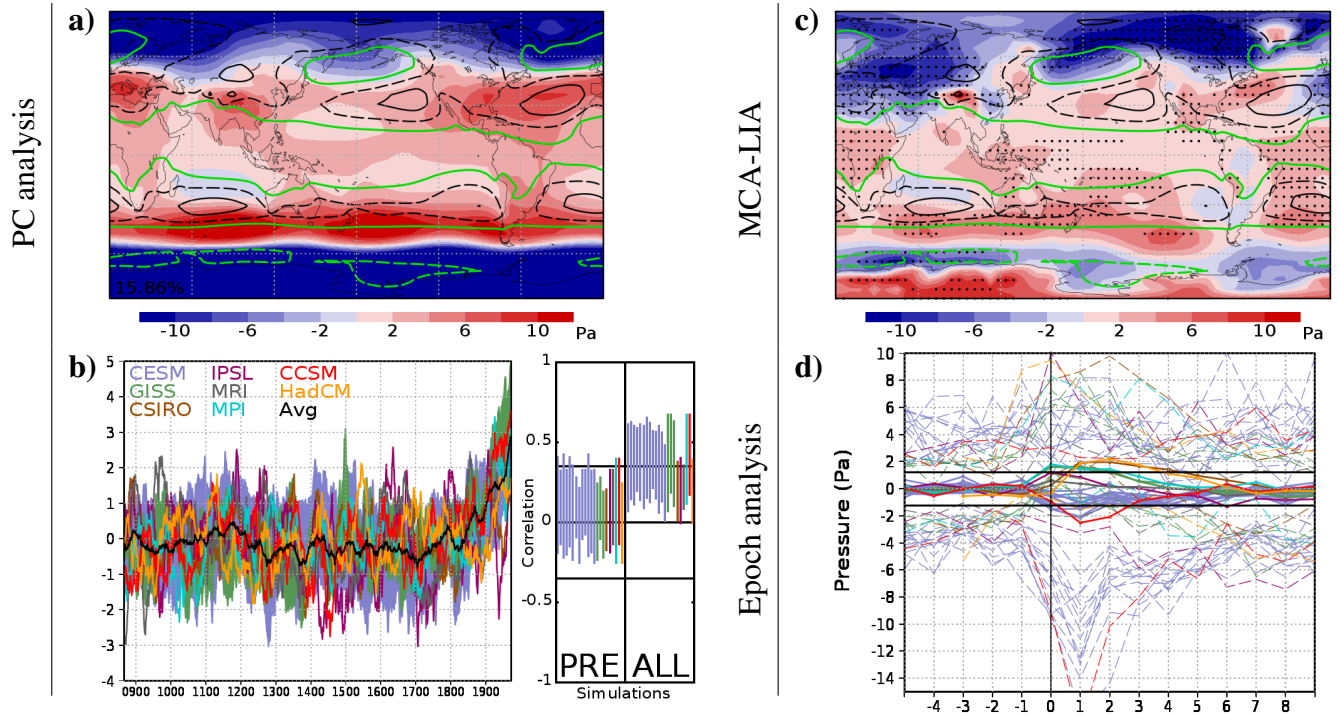 PC analysis
a)
15.86%
-10 -6 -2 2 6 10 Pa
MCA-LIA
c)
-10 -6 -2 2 6 10 Pa
b)
5
4
3
2
1
0
-1
-2
-3
-4
CESM IPSL CCSM
GISS MRI HadCM
CSIRO MPI Avg
0900 1000 1100 1200 1300 1400 1500 1600 1700 1800 1900
Correlation
1
0.5
0
-0.5
-1
PRE ALL
Simulations
Epoch analysis
d)
Pressure (Pa)
10
8
6
4
2
0
-2
-4
-6
-8
-10
-12
-14
-4 -3 -2 -1 0 1 2 3 4 5 6 7 8